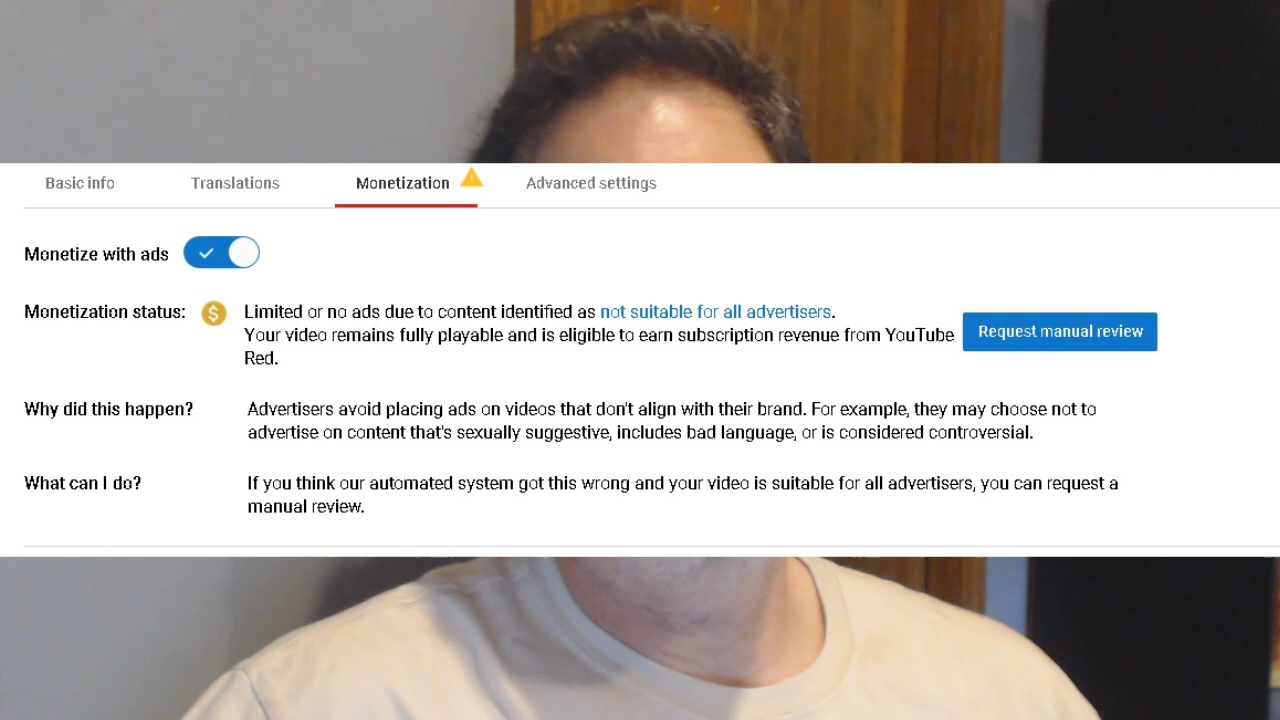 Basic info Translations Monetization Advanced settings
Monetize with ads
Monetization status: $ Limited or no ads due to content identified as not suitable for all advertisers.
Your video remains fully playable and is eligible to earn subscription revenue from YouTube
Red.
Request manual review
Why did this happen? Advertisers avoid placing ads on videos that don't align with their brand. For example, they may choose not to
advertise on content that's sexually suggestive, includes bad language, or is considered controversial.
What can I do? If you think our automated system got this wrong and your video is suitable for all advertisers, you can request a
manual review.